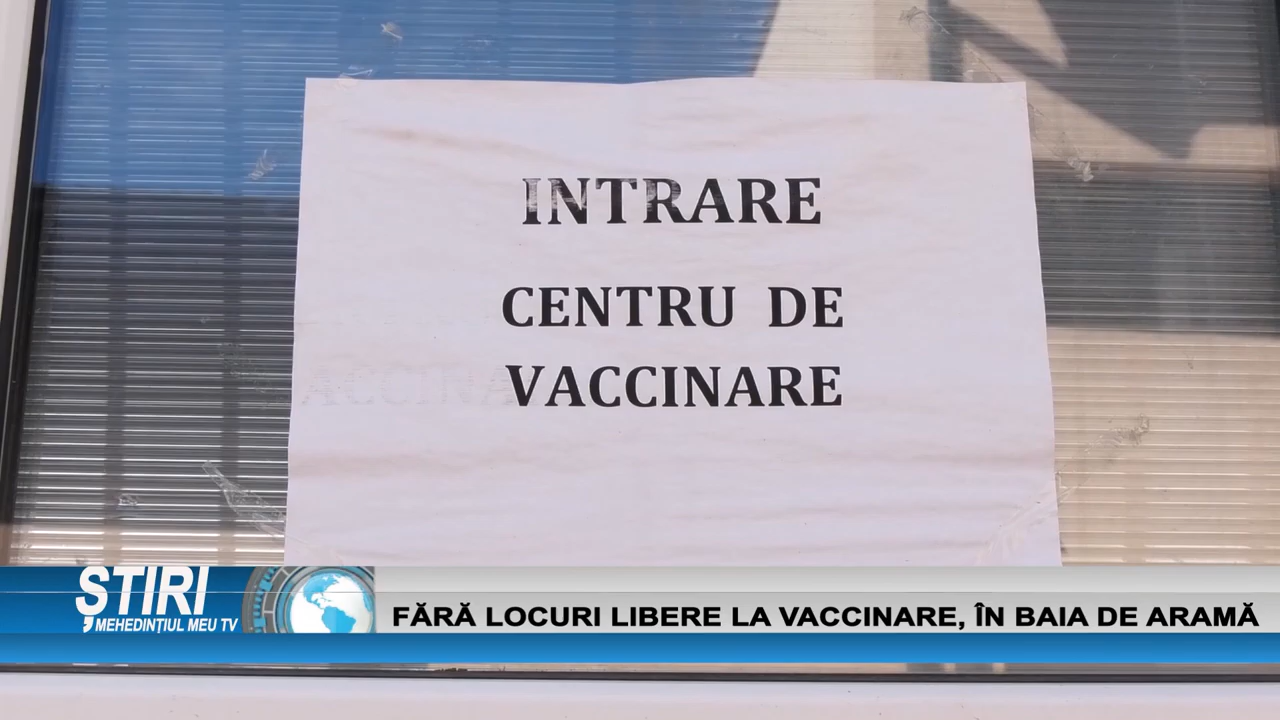 INTRARE
CENTRU DE
VACCINARE
ȘTIRI
MEHEDINȚIUL MEU TV
FĂRĂ LOCURI LIBERE LA VACCINARE, ÎN BAIA DE ARAMĂ